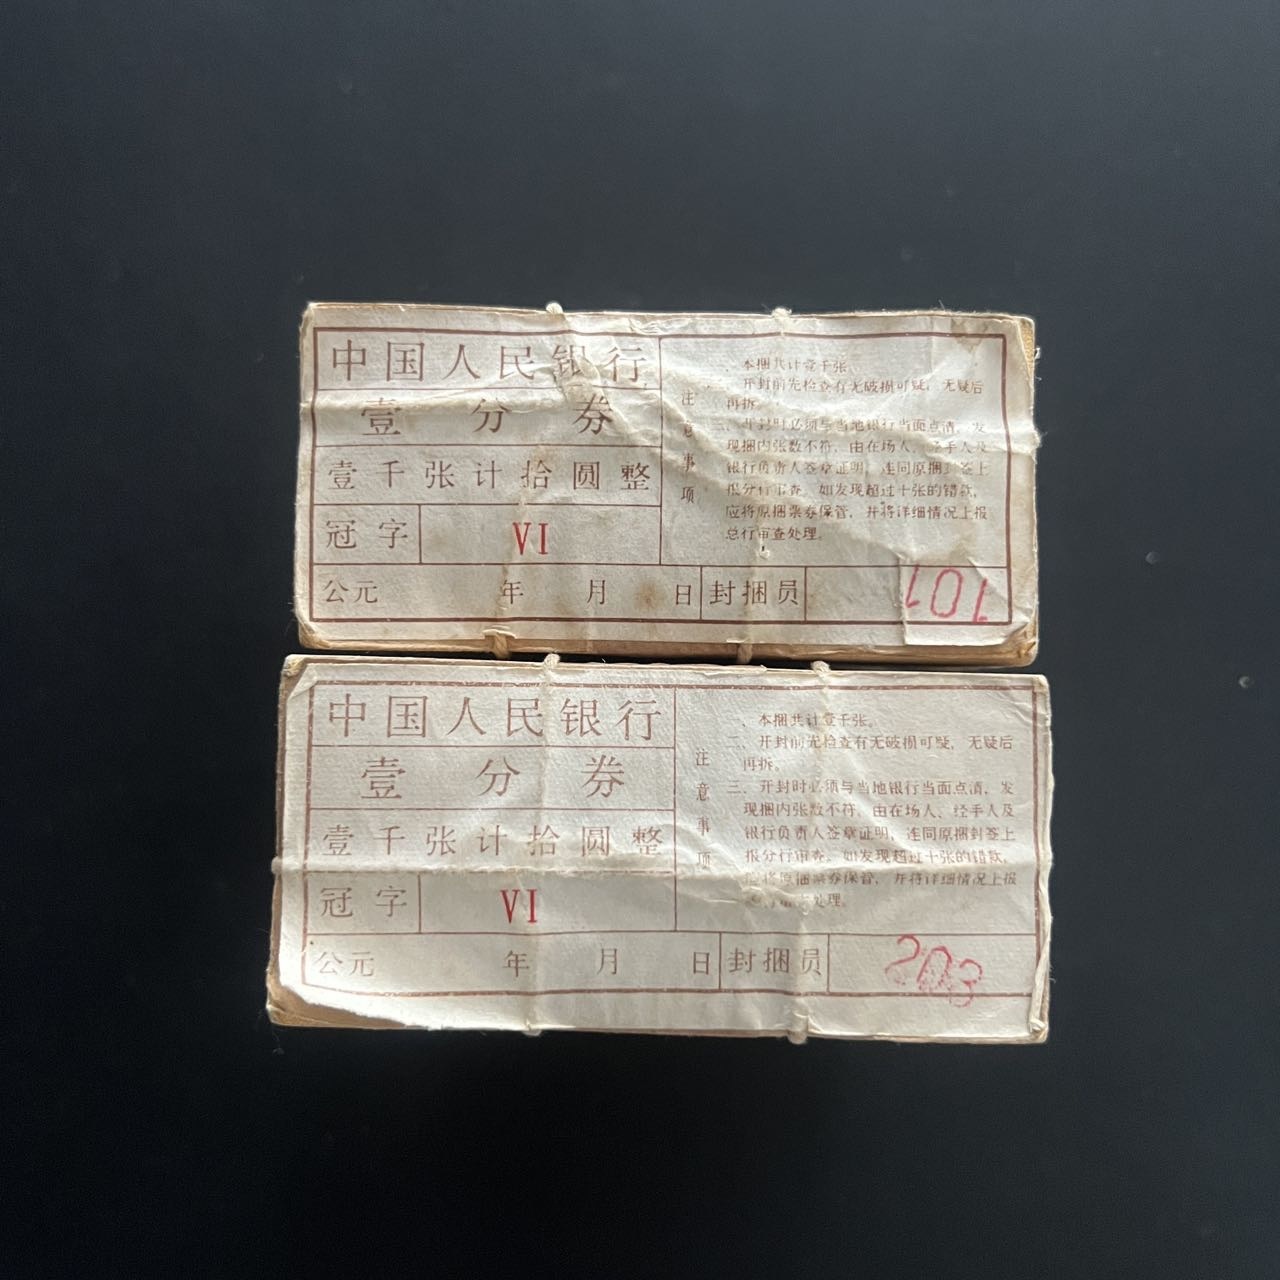 中国人民银行
壹分券
壹千张计拾圆整
冠字 VI
公元 年 月 日 封捆员 101
注意事项
一、本捆共计壹千张。
二、开封前先检查有无破损可疑，无疑后
再拆。
三、开封时必须与当地银行当面点清，发
现捆内张数不符，由在场人、经手人及
银行负责人签章证明，连同原捆封签上
报分行审查。如发现超过十张的错款，
应将原捆票券保管，并将详细情况上报
总行审查处理。
中国人民银行
壹分券
壹千张计拾圆整
冠字 VI
公元 年 月 日 封捆员 203
注意事项
一、本捆共计壹千张。
二、开封前先检查有无破损可疑，无疑后
再拆。
三、开封时必须与当地银行当面点清，发
现捆内张数不符，由在场人、经手人及
银行负责人签章证明，连同原捆封签上
报分行审查。如发现超过十张的错款，
应将原捆票券保管，并将详细情况上报
处理。